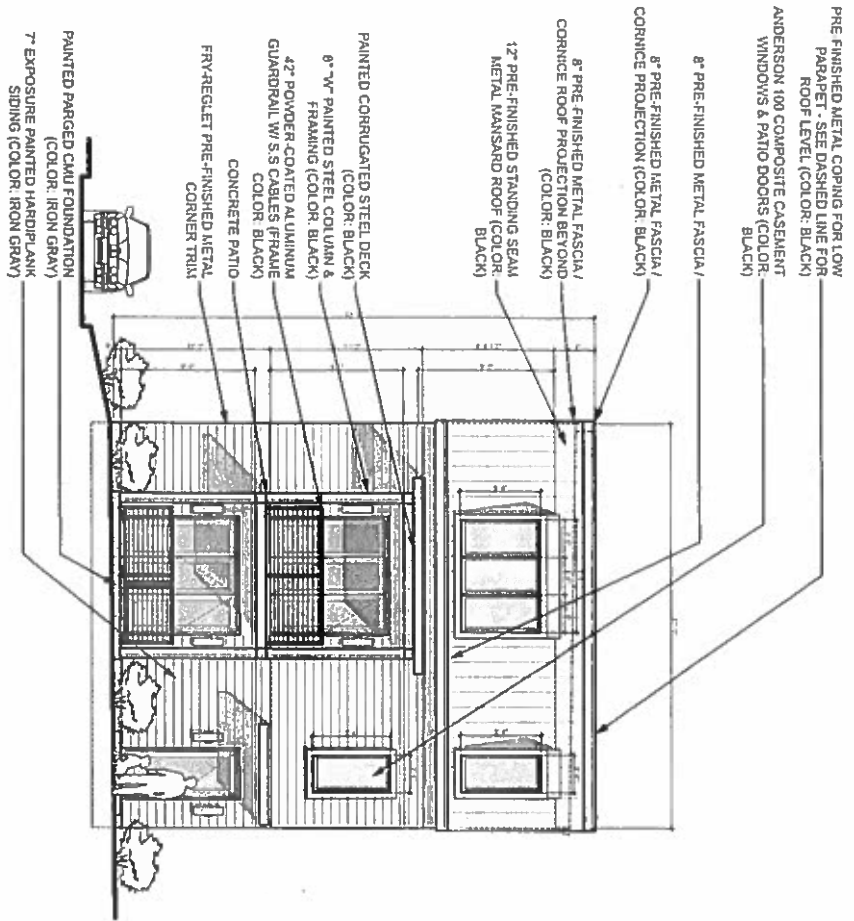 PRE FINISHED METAL COPING FOR LOW
PARAPET - SEE DASHED LINE FOR
ROOF LEVEL (COLOR: BLACK)
ANDERSON 100 COMPOSITE CASEMENT
WINDOWS & PATIO DOORS (COLOR:
BLACK)
8" PRE-FINISHED METAL FASCIA /
8" PRE-FINISHED METAL FASCIA /
CORNICE PROJECTION (COLOR: BLACK)
8" PRE-FINISHED METAL FASCIA /
CORNICE ROOF PROJECTION BEYOND
(COLOR: BLACK)
12" PRE-FINISHED STANDING SEAM
METAL MANSARD ROOF (COLOR:
BLACK)
PAINTED CORRUGATED STEEL DECK
(COLOR: BLACK)
"W" PAINTED STEEL COLUMN &
FRAMING (COLOR: BLACK)
42" POWDER-COATED ALUMINUM
GUARDRAIL W/ S.S CABLES (FRAME
COLOR: BLACK)
CONCRETE PATIO
FRY-REGLET PRE-FINISHED METAL
CORNER TRIM
PAINTED PARGED CMU FOUNDATION
(COLOR: IRON GRAY)
7" EXPOSURE PAINTED HARDIPLANK
SIDING (COLOR: IRON GRAY)